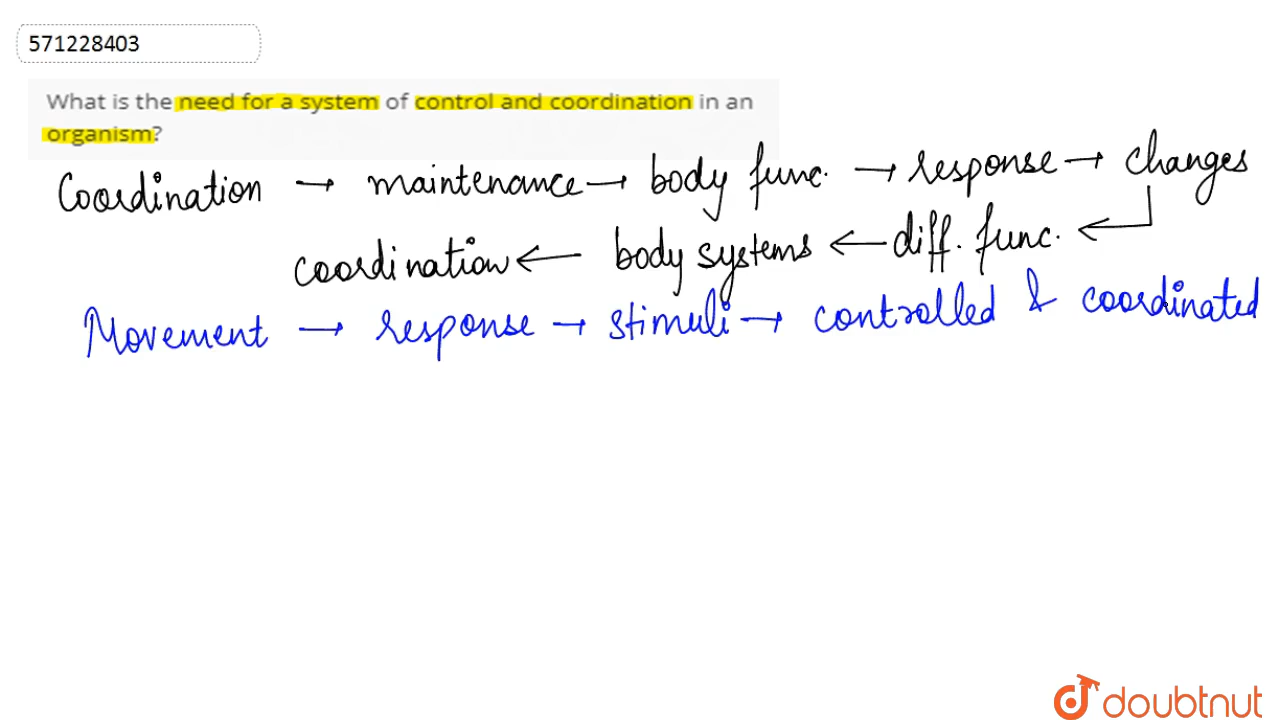 571228403
What is the need for a system of control and coordination in an
organism?
Coordination → maintenance → body func. → response → changes
coordination ← body systems ← diff. func. ←
Movement → response → stimuli → controlled & coordinated
doubtnut